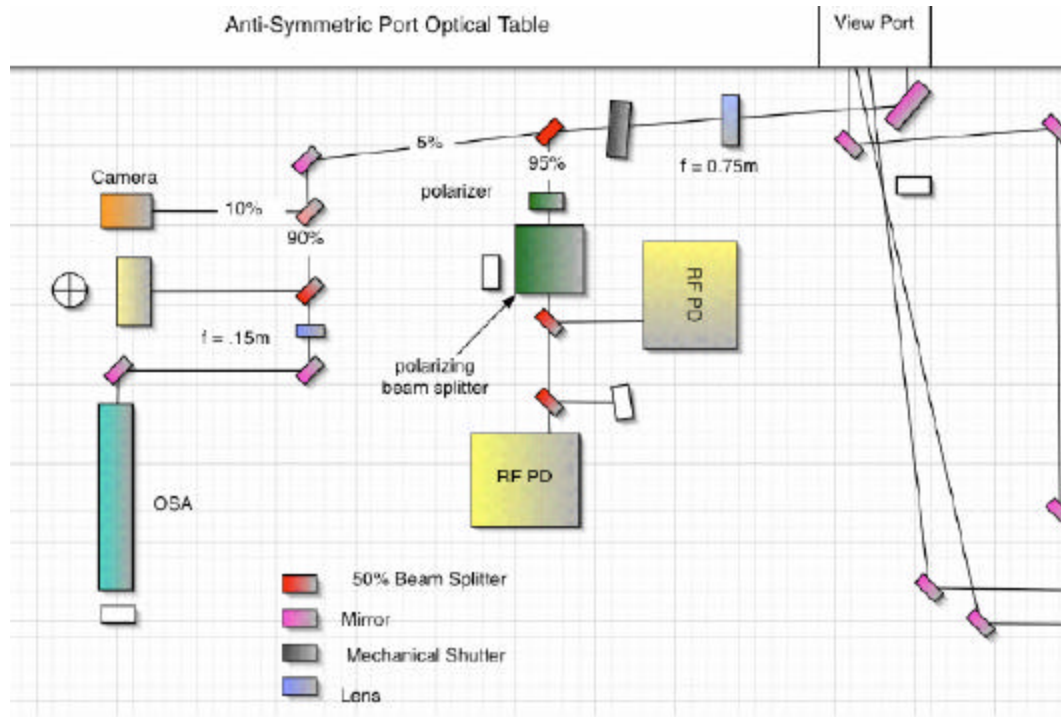 Anti-Symmetric Port Optical Table
View Port
5%
95%
f = 0.75m
Camera
polarizer
10%
90%
RF PD
f = .15m
polarizing
beam splitter
RF PD
OSA
50% Beam Splitter
Mirror
Mechanical Shutter
Lens